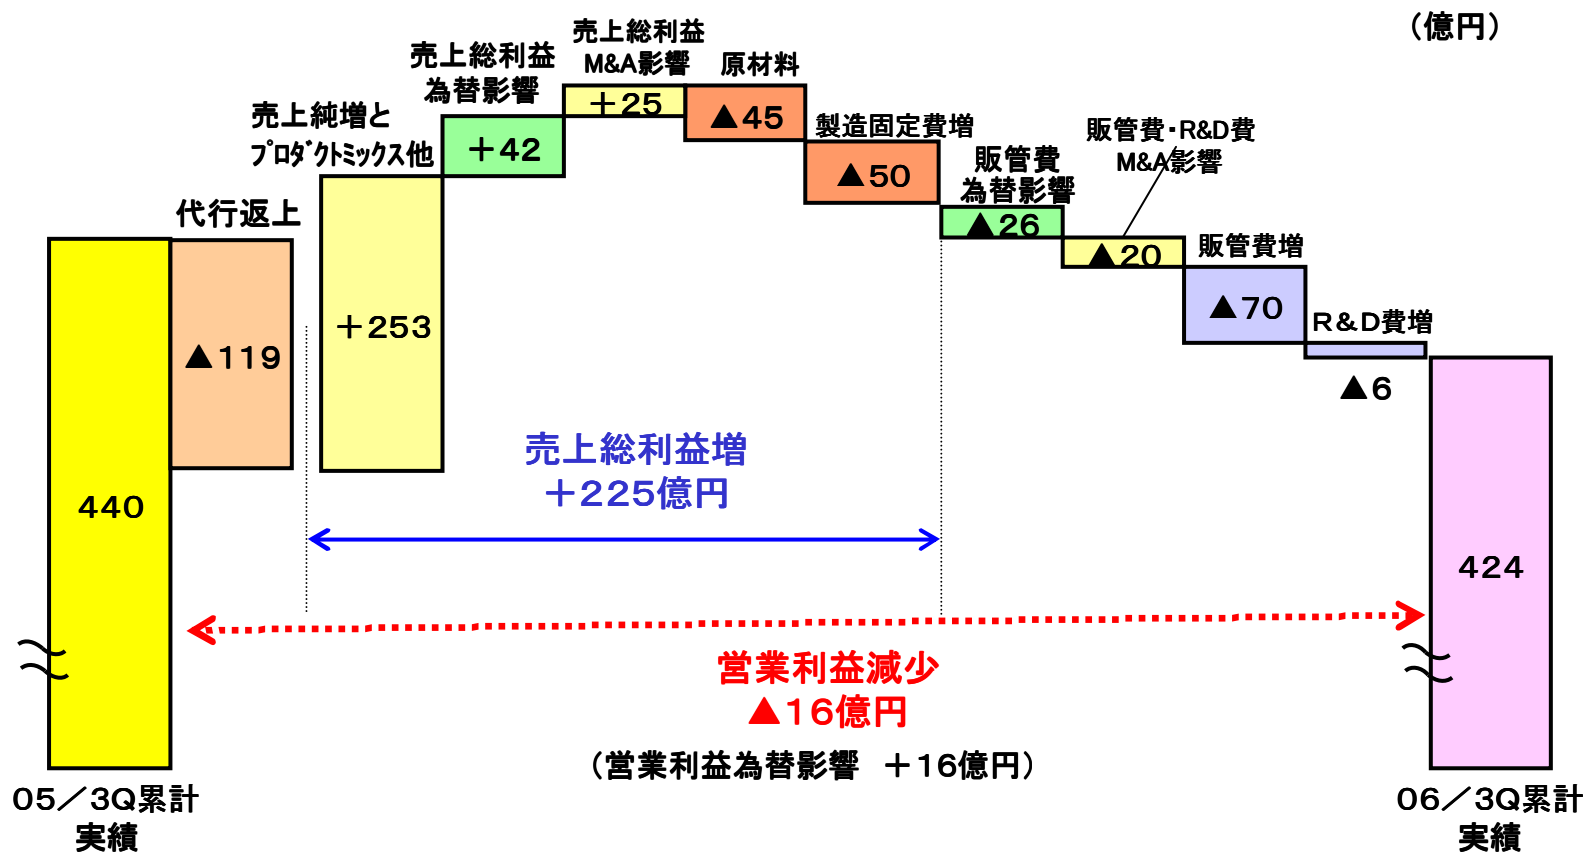 （億円）
売上総利益
M&A影響
原材料
売上総利益
為替影響
＋25
▲45
売上純増と
ﾌﾟﾛﾀﾞｸﾄミックス他
＋42
製造固定費増
販管費・R&D費
M&A影響
▲50
販管費
為替影響
代行返上
▲26
▲20
販管費増
＋253
▲119
▲70
R＆D費増
▲6
売上総利益増
＋225億円
440
424
営業利益減少
▲16億円
（営業利益為替影響　＋16億円）
05／3Q累計
実績
06／3Q累計
実績